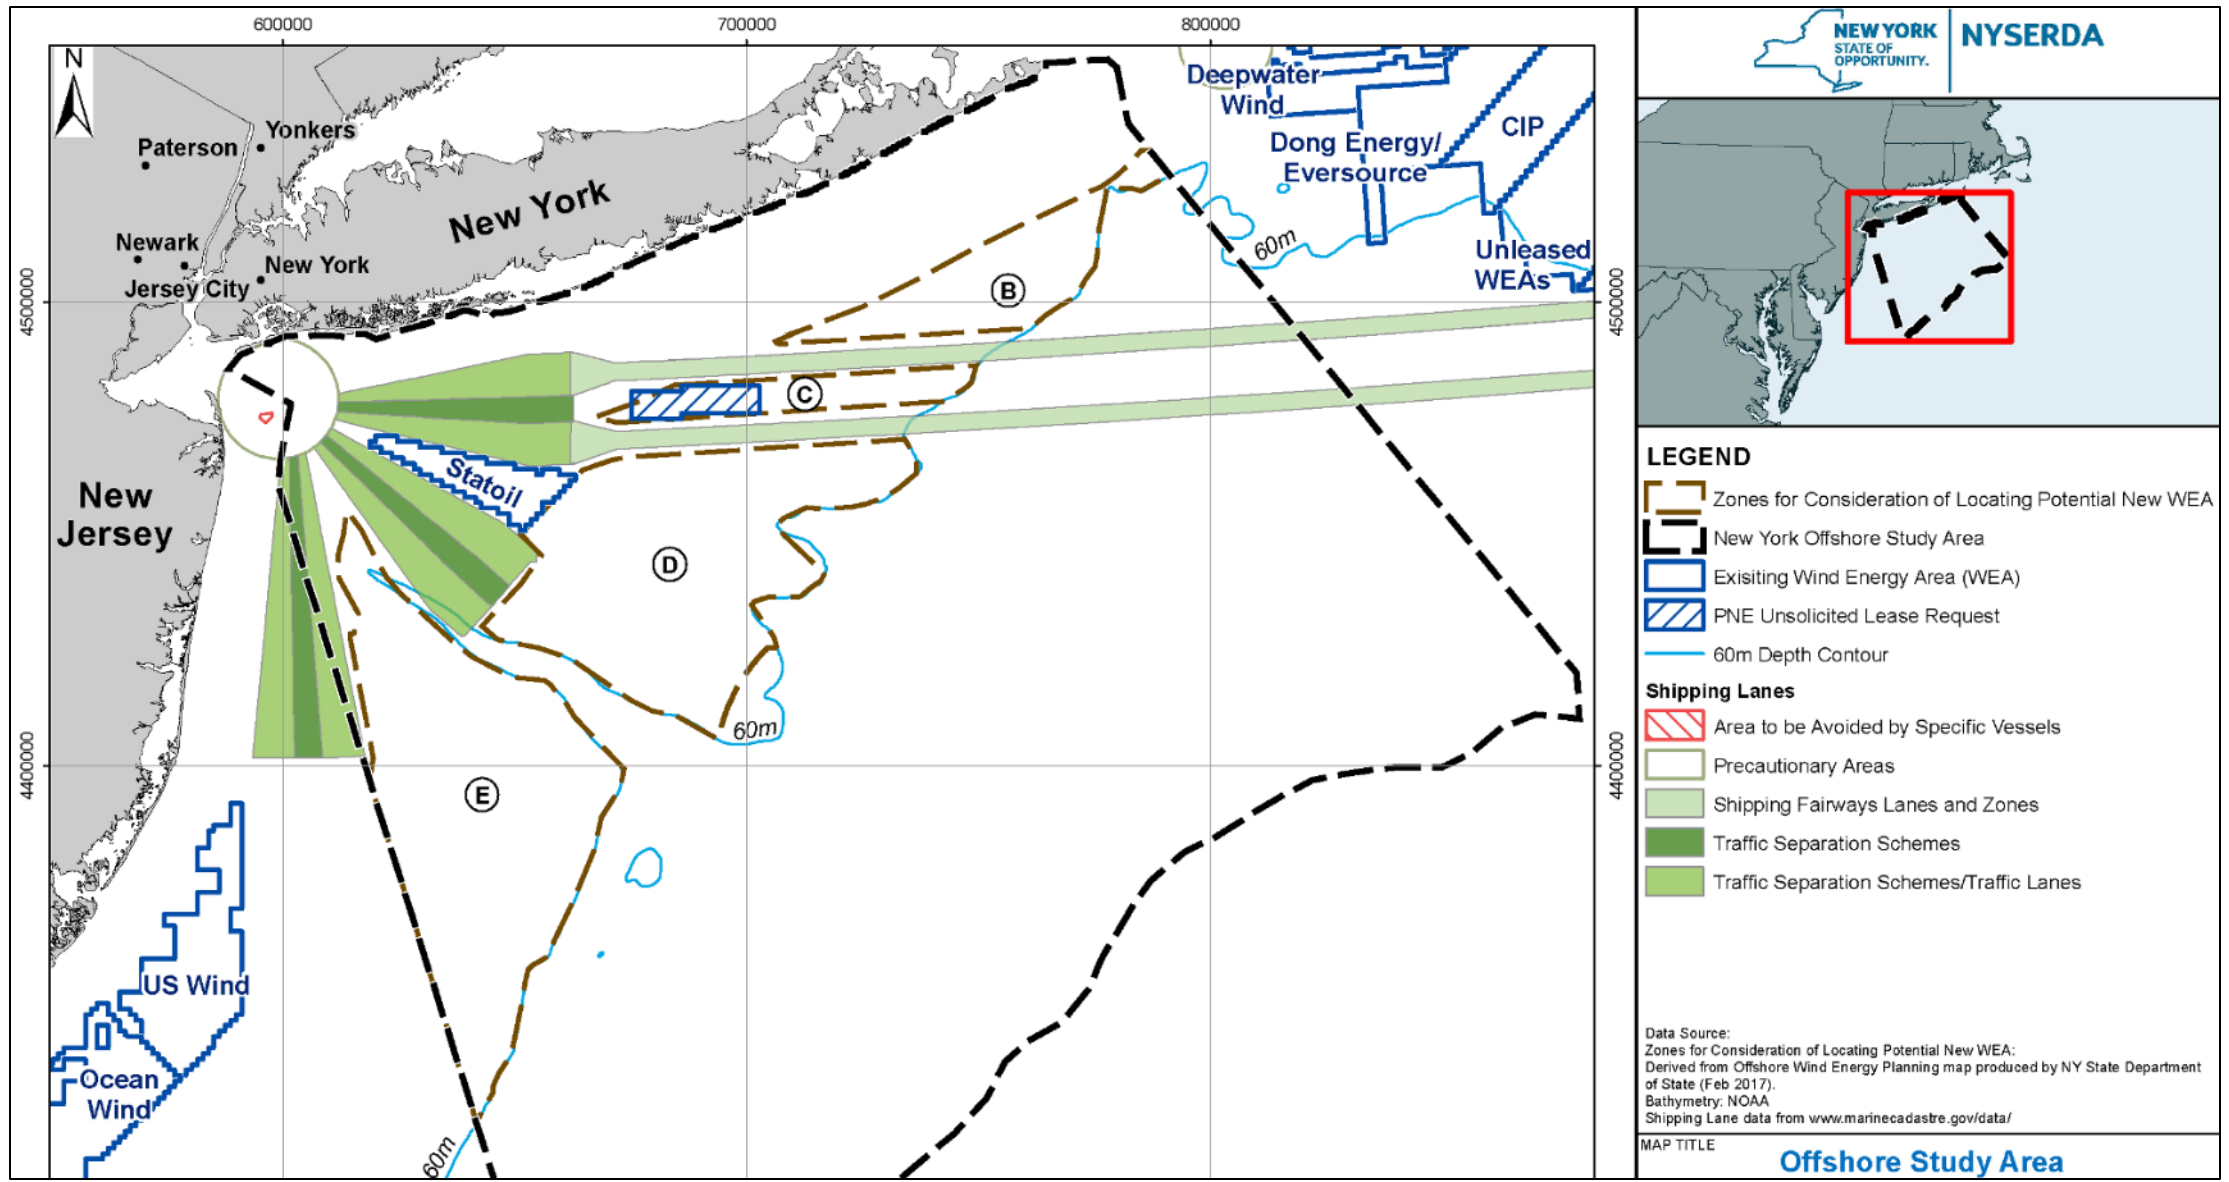 600000
700000
800000
N
Paterson
Yonkers
Newark
New York
Jersey City
New York
New
Jersey
4500000
4400000
4500000
4400000
Deepwater
Wind
Dong Energy/
Eversource
CIP
Unleased
WEAs
60m
B
C
Statoil
D
60m
E
US Wind
Ocean
Wind
60m
NEW YORK
STATE OF
OPPORTUNITY.
NYSERDA
LEGEND
Zones for Consideration of Locating Potential New WEA
New York Offshore Study Area
Exisiting Wind Energy Area (WEA)
PNE Unsolicited Lease Request
60m Depth Contour
Shipping Lanes
Area to be Avoided by Specific Vessels
Precautionary Areas
Shipping Fairways Lanes and Zones
Traffic Separation Schemes
Traffic Separation Schemes/Traffic Lanes
Data Source:
Zones for Consideration of Locating Potential New WEA:
Derived from Offshore Wind Energy Planning map produced by NY State Department
of State (Feb 2017).
Bathymetry: NOAA
Shipping Lane data from www.marinecadastre.gov/data/
MAP TITLE
Offshore Study Area